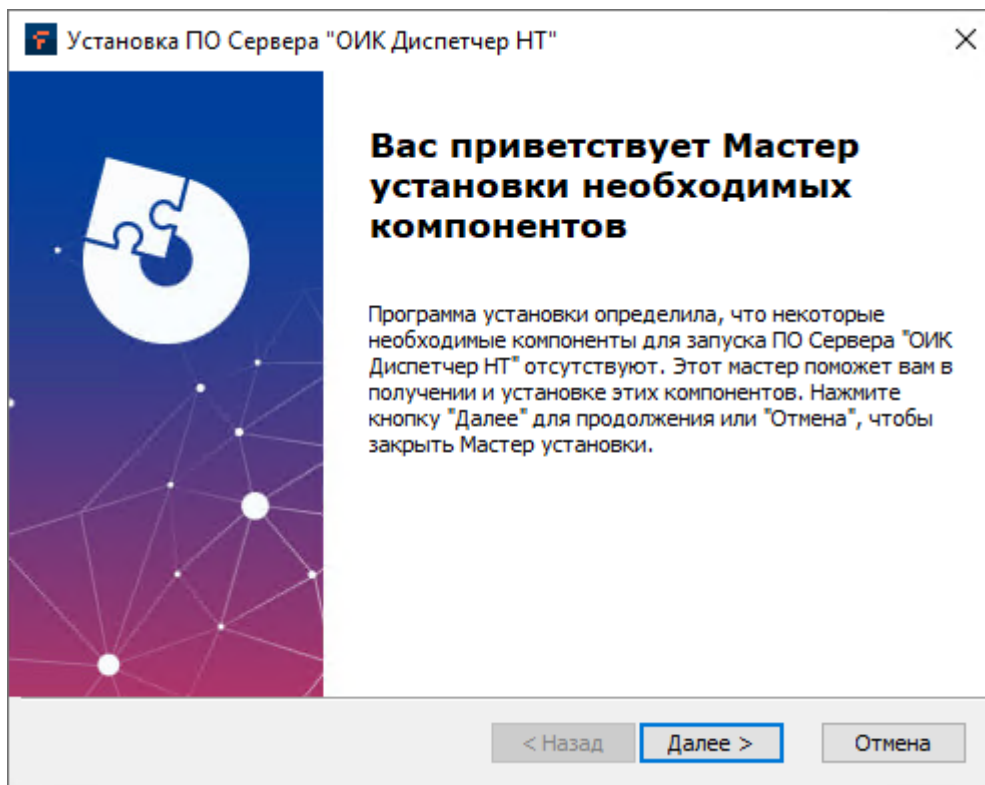 Установка ПО Сервера "ОИК Диспетчер НТ"
Вас приветствует Мастер
установки необходимых
компонентов
Программа установки определила, что некоторые
необходимые компоненты для запуска ПО Сервера "ОИК
Диспетчер НТ" отсутствуют. Этот мастер поможет вам в
получении и установке этих компонентов. Нажмите
кнопку "Далее" для продолжения или "Отмена", чтобы
закрыть Мастер установки.
< Назад
Далее >
Отмена